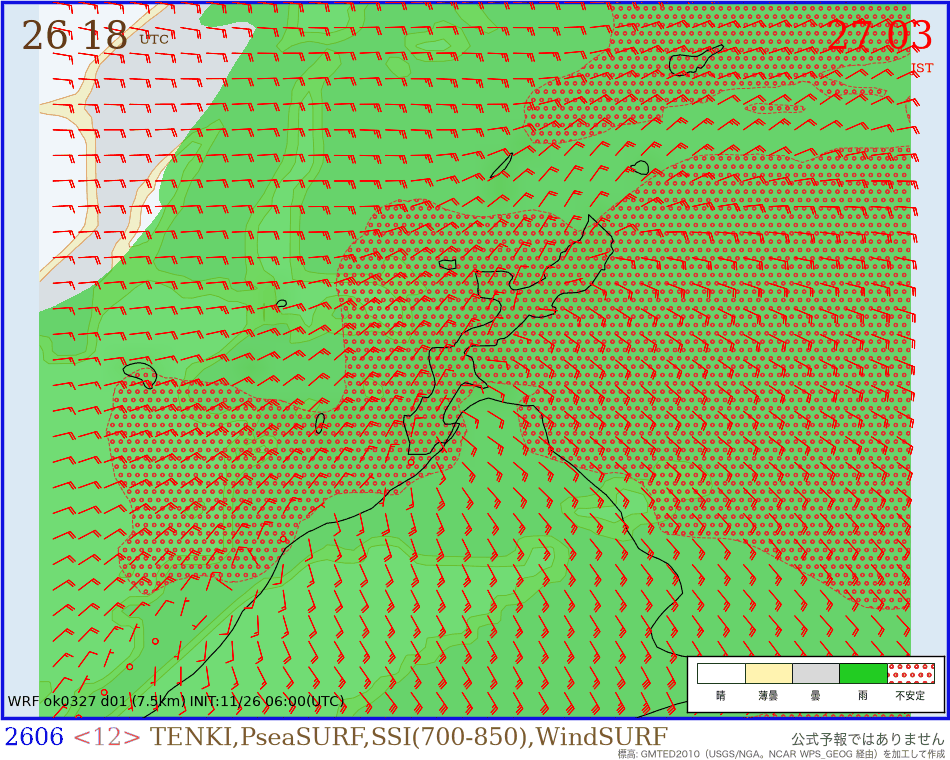 26 18 UTC
27 03
JST
晴 薄曇 曇 雨 不安定
WRF ok0327 d01 (7.5km) INIT:11/26 06:00(UTC)
2606 <12> TENKI,PseaSURF,SSI(700-850),WindSURF
公式予報ではありません
標高: GMTED2010（USGS/NGA。NCAR WPS_GEOG 経由）を加工して作成